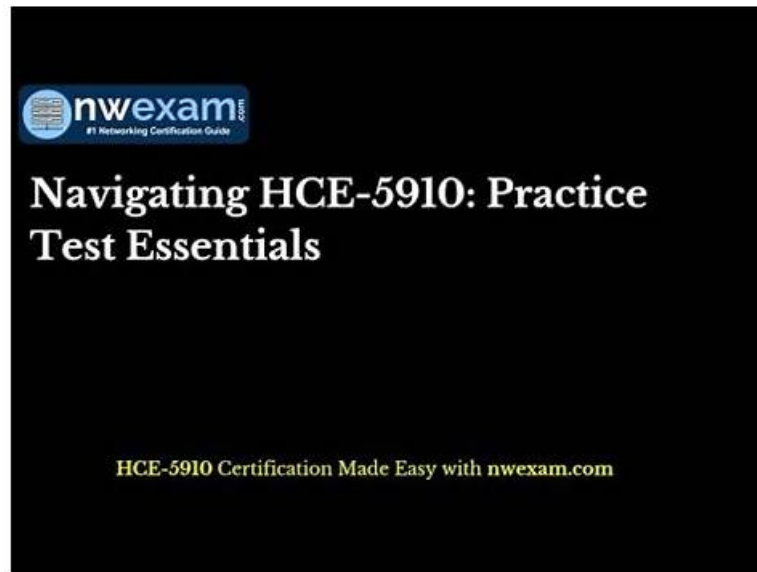 nwexam.com
#1 Networking Certification Guide
Navigating HCE-5910: Practice
Test Essentials
HCE-5910 Certification Made Easy with nwexam.com